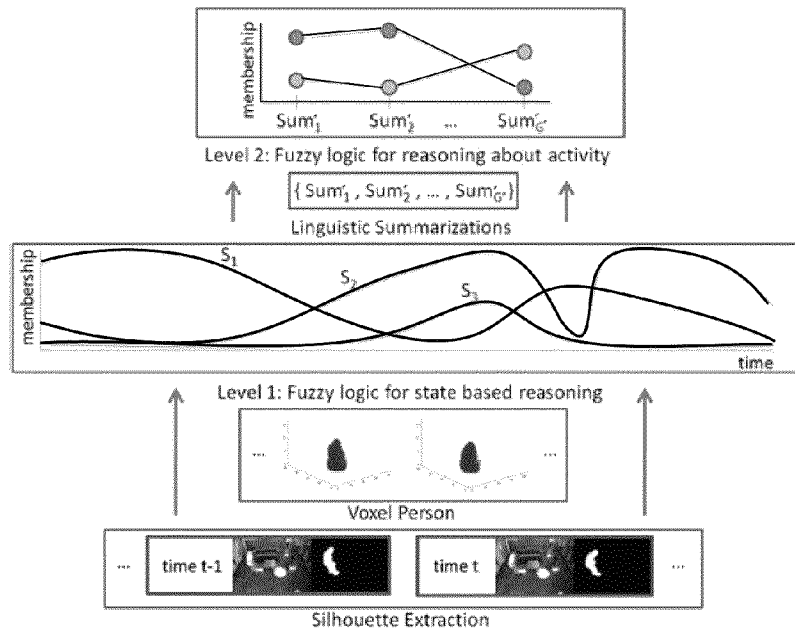 membership
Sum'₁ Sum'₂ ... Sum'G'
Level 2: Fuzzy logic for reasoning about activity
{ Sum'₁ , Sum'₂ , ... , Sum'G' }
Linguistic Summarizations
membership
S₁
S₂
S₃
time
Level 1: Fuzzy logic for state based reasoning
... ...
Voxel Person
... time t-1 time t ...
Silhouette Extraction